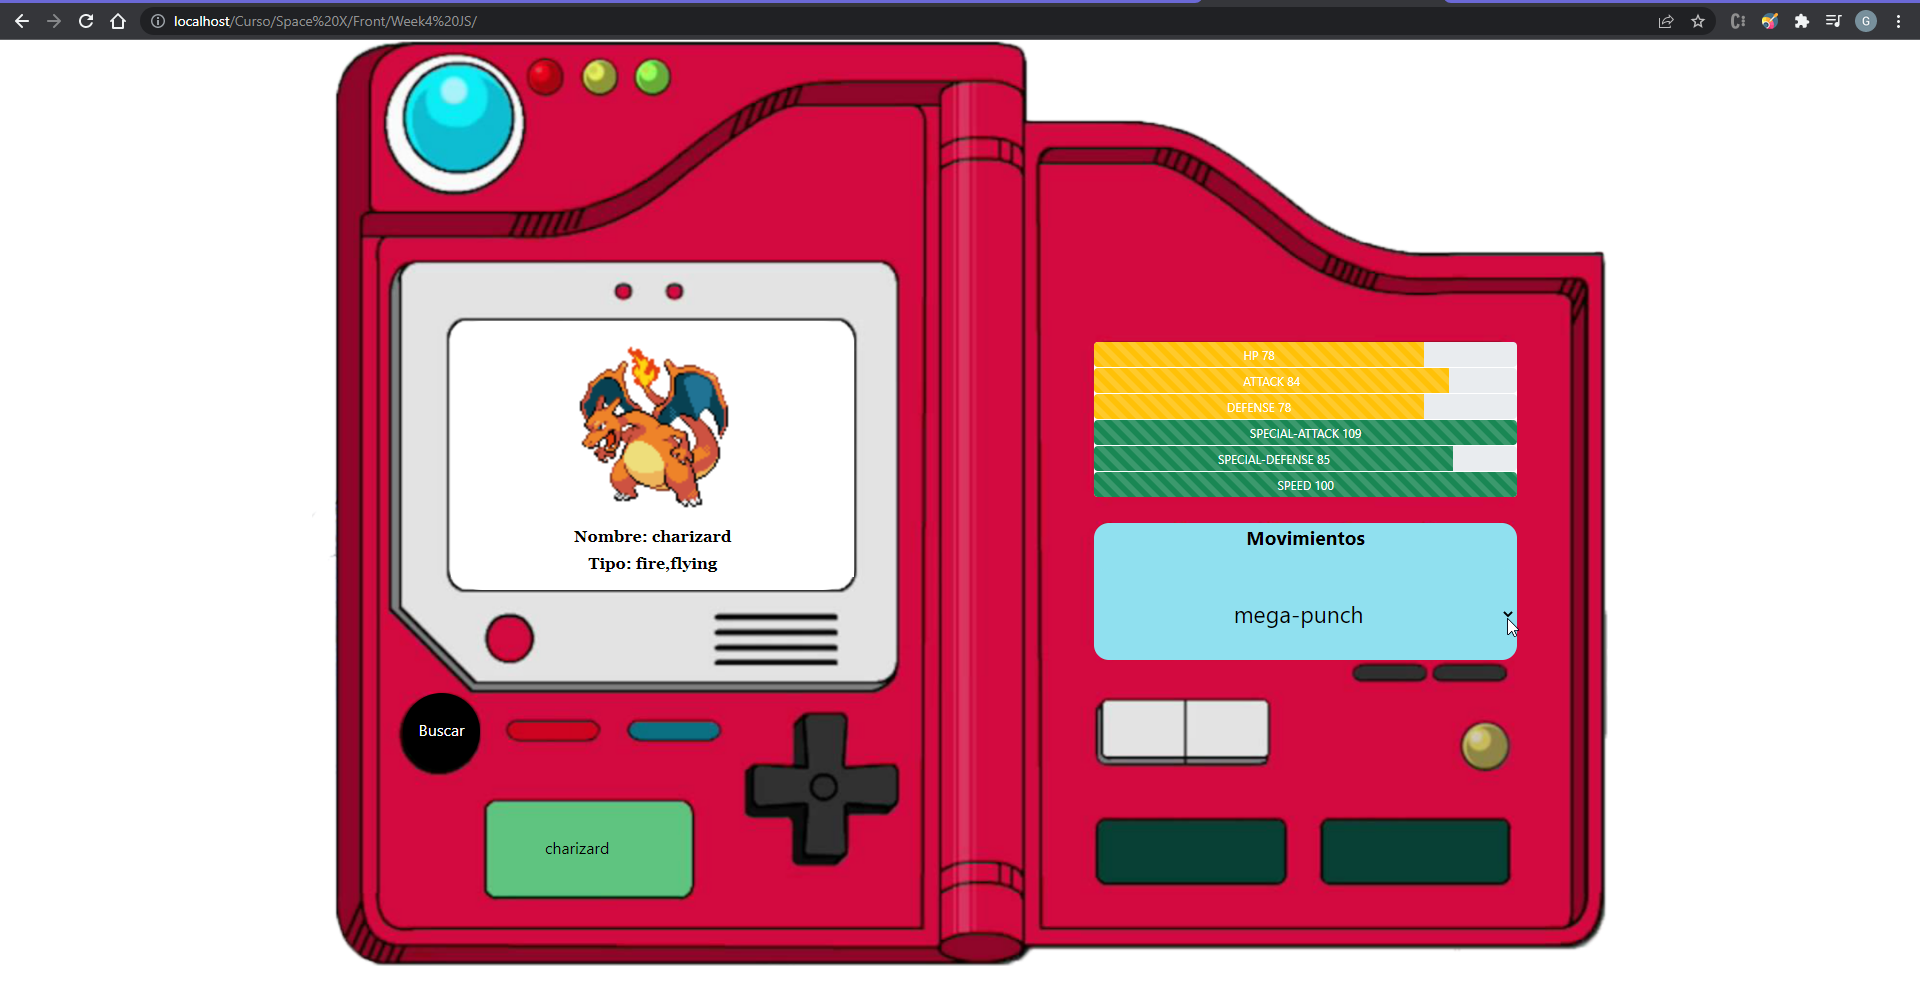 localhost/Curso/Space%20X/Front/Week4%20JS/
G
HP 78
ATTACK 84
DEFENSE 78
SPECIAL-ATTACK 109
SPECIAL-DEFENSE 85
SPEED 100
Nombre: charizard
Tipo: fire,flying
Movimientos
mega-punch
Buscar
charizard